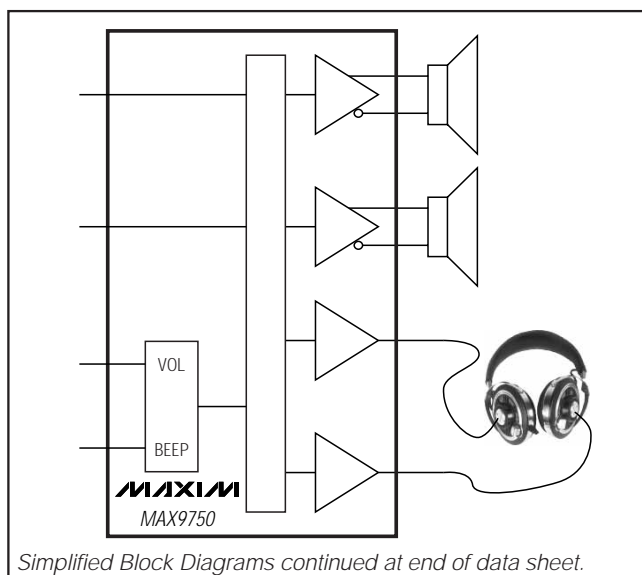 VOL
BEEP
MAXIM
MAX9750
Simplified Block Diagrams continued at end of data sheet.